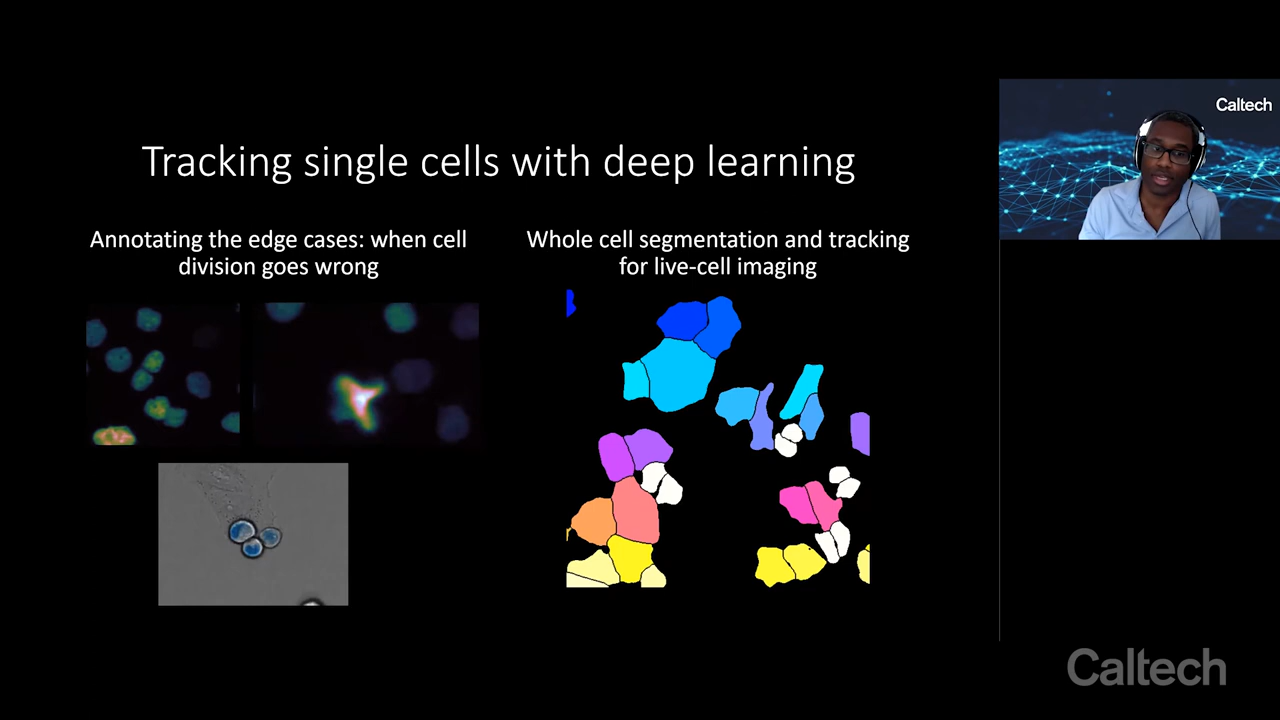 Caltech
Tracking single cells with deep learning
Annotating the edge cases: when cell
division goes wrong
Whole cell segmentation and tracking
for live-cell imaging
Caltech